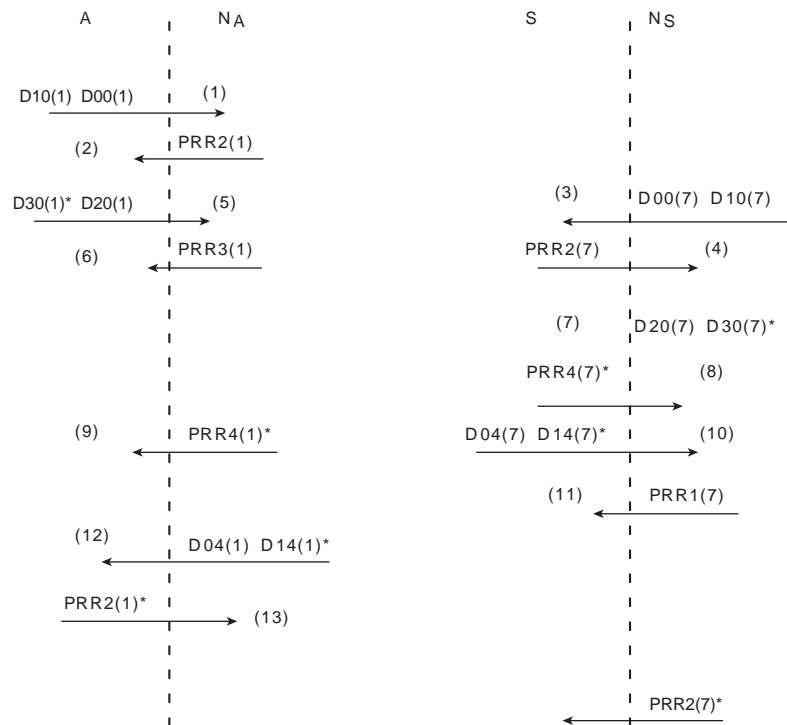 A NA S NS
D10(1) D00(1) (1)
(2) PRR2(1)
D30(1)* D20(1) (5) (3) D00(7) D10(7)
(6) PRR3(1) PRR2(7) (4)
(7) D20(7) D30(7)*
PRR4(7)* (8)
(9) PRR4(1)* D04(7) D14(7)* (10)
(11) PRR1(7)
(12) D04(1) D14(1)*
PRR2(1)* (13)
PRR2(7)*